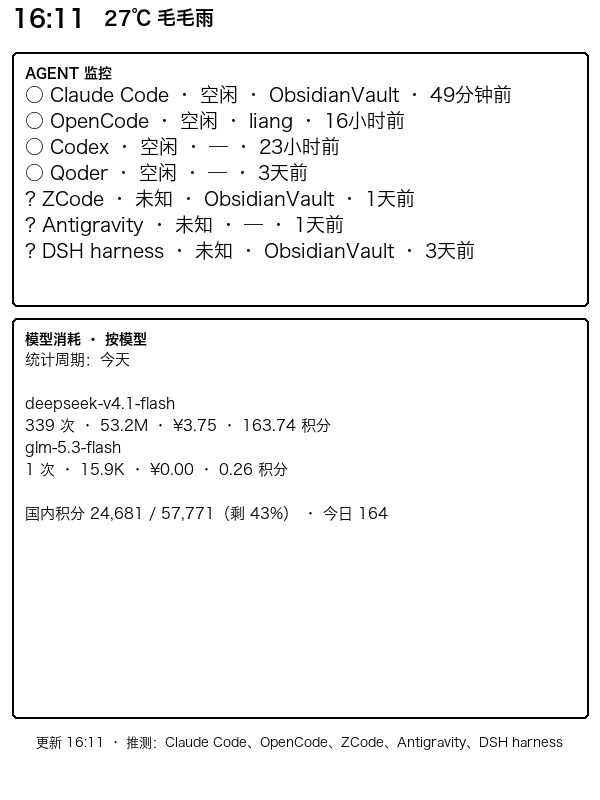 16:11 27℃ 毛毛雨
AGENT 监控
○ Claude Code · 空闲 · ObsidianVault · 49分钟前
○ OpenCode · 空闲 · liang · 16小时前
○ Codex · 空闲 · — · 23小时前
○ Qoder · 空闲 · — · 3天前
? ZCode · 未知 · ObsidianVault · 1天前
? Antigravity · 未知 · — · 1天前
? DSH harness · 未知 · ObsidianVault · 3天前
模型消耗 · 按模型
统计周期：今天
deepseek-v4.1-flash
339 次 · 53.2M · ¥3.75 · 163.74 积分
glm-5.3-flash
1 次 · 15.9K · ¥0.00 · 0.26 积分
国内积分 24,681 / 57,771（剩 43%） · 今日 164
更新 16:11 · 推测：Claude Code、OpenCode、ZCode、Antigravity、DSH harness